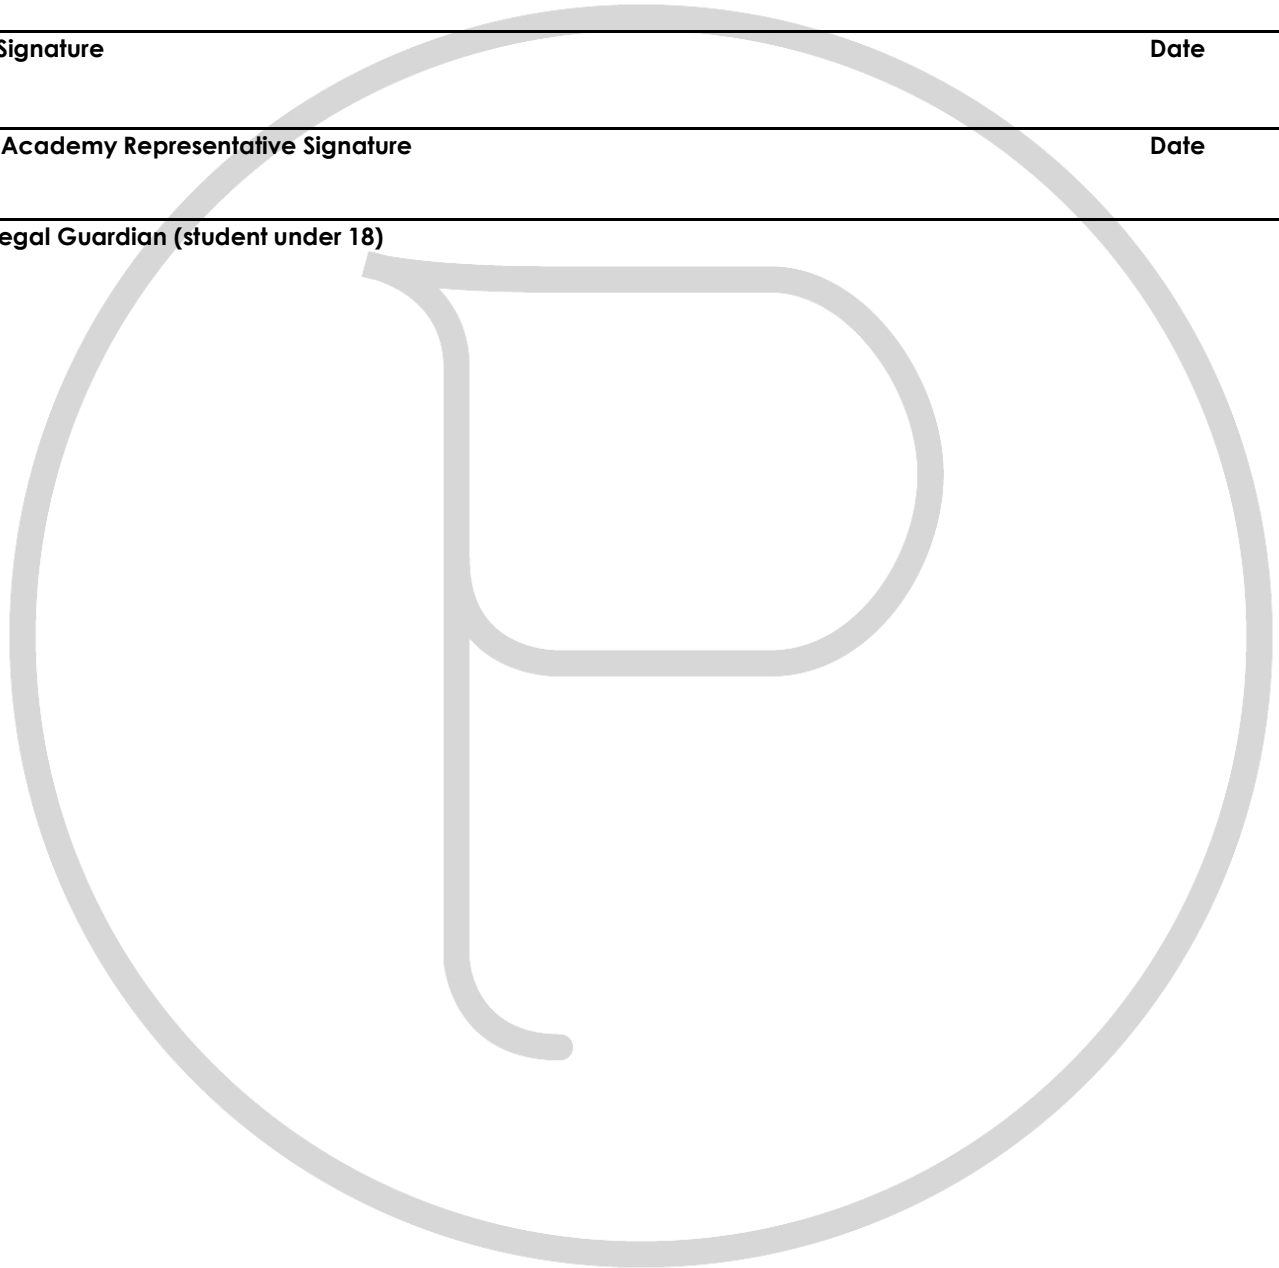 Signature Date
Academy Representative Signature Date
egal Guardian (student under 18)
P